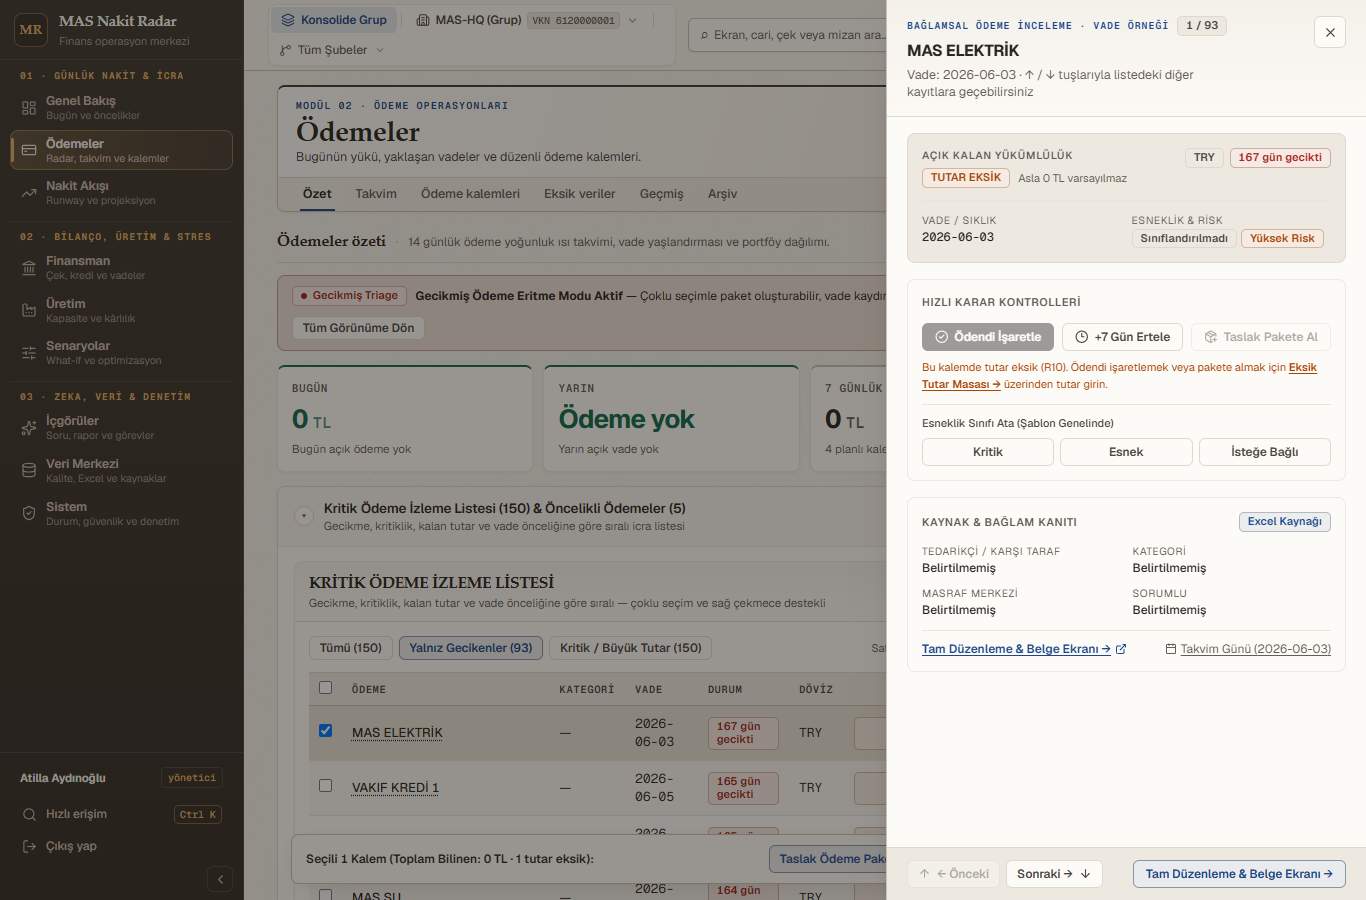 MR
MAS Nakit Radar
Finans operasyon merkezi
01 · GÜNLÜK NAKİT & İCRA
Genel Bakış
Bugün ve öncelikler
Ödemeler
Radar, takvim ve kalemler
Nakit Akışı
Runway ve projeksiyon
02 · BİLANÇO, ÜRETİM & STRES
Finansman
Çek, kredi ve vadeler
Üretim
Kapasite ve kârlılık
Senaryolar
What-If ve optimizasyon
03 · ZEKA, VERİ & DENETİM
İçgörüler
Soru, rapor ve görevler
Veri Merkezi
Kalite, Excel ve kaynaklar
Sistem
Durum, güvenlik ve denetim
Atilla Aydınoğlu
yönetici
Hızlı erişim
Ctrl K
Çıkış yap
Konsolide Grup
MAS-HQ (Grup) VKN 6120000001
Tüm Şubeler
Ekran, cari, çek veya mizan ara..
MODÜL 02 · ÖDEME OPERASYONLARI
Ödemeler
Bugünün yükü, yaklaşan vadeler ve düzenli ödeme kalemleri.
Özet Takvim Ödeme kalemleri Eksik veriler Geçmiş Arşiv
Ödemeler özeti · 14 günlük ödeme yoğunluk ısı takvimi, vade yaşlandırması ve portföy dağılımı.
● Gecikmiş Triage Gecikmiş Ödeme Eritme Modu Aktif — Çoklu seçimle paket oluşturabilir, vade kaydır
Tüm Görünüme Dön
BUGÜN
0 TL
Bugün açık ödeme yok
YARIN
Ödeme yok
Yarın açık vade yok
7 GÜNLÜK
0 TL
4 planlı kale
Kritik Ödeme İzleme Listesi (150) & Öncelikli Ödemeler (5)
Gecikme, kritiklik, kalan tutar ve vade önceliğine göre sıralı icra listesi
KRİTİK ÖDEME İZLEME LİSTESİ
Gecikme, kritiklik, kalan tutar ve vade önceliğine göre sıralı — çoklu seçim ve sağ çekmece destekli
Tümü (150) Yalnız Gecikenler (93) Kritik / Büyük Tutar (150)
ÖDEME KATEGORİ VADE DURUM DÖVİZ
MAS ELEKTRİK — 2026-06-03 167 gün gecikti TRY
VAKIF KREDİ 1 — 2026-06-05 165 gün gecikti TRY
Seçili 1 Kalem (Toplam Bilinen: 0 TL · 1 tutar eksik):
Taslak Ödeme Pak
MAS SU 2026- 164 gün TRY
BAĞLAMSAL ÖDEME İNCELEME · VADE ÖRNEĞİ 1 / 93
MAS ELEKTRİK
Vade: 2026-06-03 · ↑ / ↓ tuşlarıyla listedeki diğer
kayıtlara geçebilirsiniz
AÇIK KALAN YÜKÜMLÜLÜK
TRY 167 gün gecikti
TUTAR EKSİK Asla 0 TL varsayılmaz
VADE / SIKLIK
2026-06-03
ESNEKLİK & RİSK
Sınıflandırılmadı Yüksek Risk
HIZLI KARAR KONTROLLERİ
Ödendi İşaretle +7 Gün Ertele Taslak Pakete Al
Bu kalemde tutar eksik (R10). Ödendi işaretlemek veya pakete almak için Eksik
Tutar Masası → üzerinden tutar girin.
Esneklik Sınıfı Ata (Şablon Genelinde)
Kritik Esnek İsteğe Bağlı
KAYNAK & BAĞLAM KANITI
Excel Kaynağı
TEDARİKÇİ / KARŞI TARAF
Belirtilmemiş
KATEGORİ
Belirtilmemiş
MASRAF MERKEZİ
Belirtilmemiş
SORUMLU
Belirtilmemiş
Tam Düzenleme & Belge Ekranı →
Takvim Günü (2026-06-03)
↑ ← Önceki
Sonraki → ↓
Tam Düzenleme & Belge Ekranı →